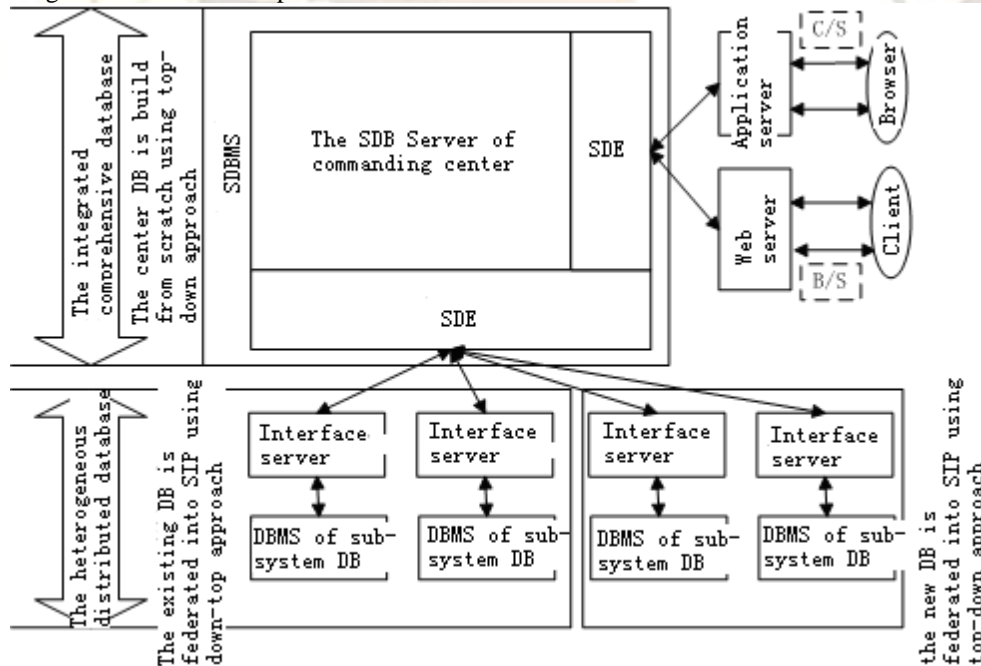 The integrated
comprehensive database
The center DB is build
from scratch using top-
down approach
SDBMS
The SDB Server of
commanding center
SDE
SDE
Application
server
C/S
Browser
Web
server
B/S
Client
The heterogeneous
distributed database
The existing DB is
federated into SIP using
down-top approach
Interface
server
Interface
server
Interface
server
Interface
server
DBMS of sub-
system DB
DBMS of sub-
system DB
DBMS of sub-
system DB
DBMS of sub-
system DB
the new DB is
federated into SIP using
top-down approach